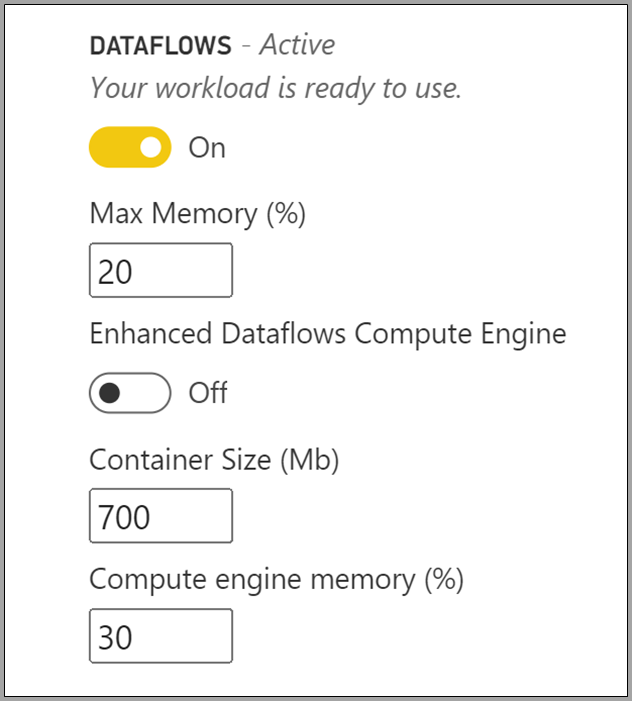 DATAFLOWS - Active
Your workload is ready to use.
On
Max Memory (%)
20
Enhanced Dataflows Compute Engine
Off
Container Size (Mb)
700
Compute engine memory (%)
30